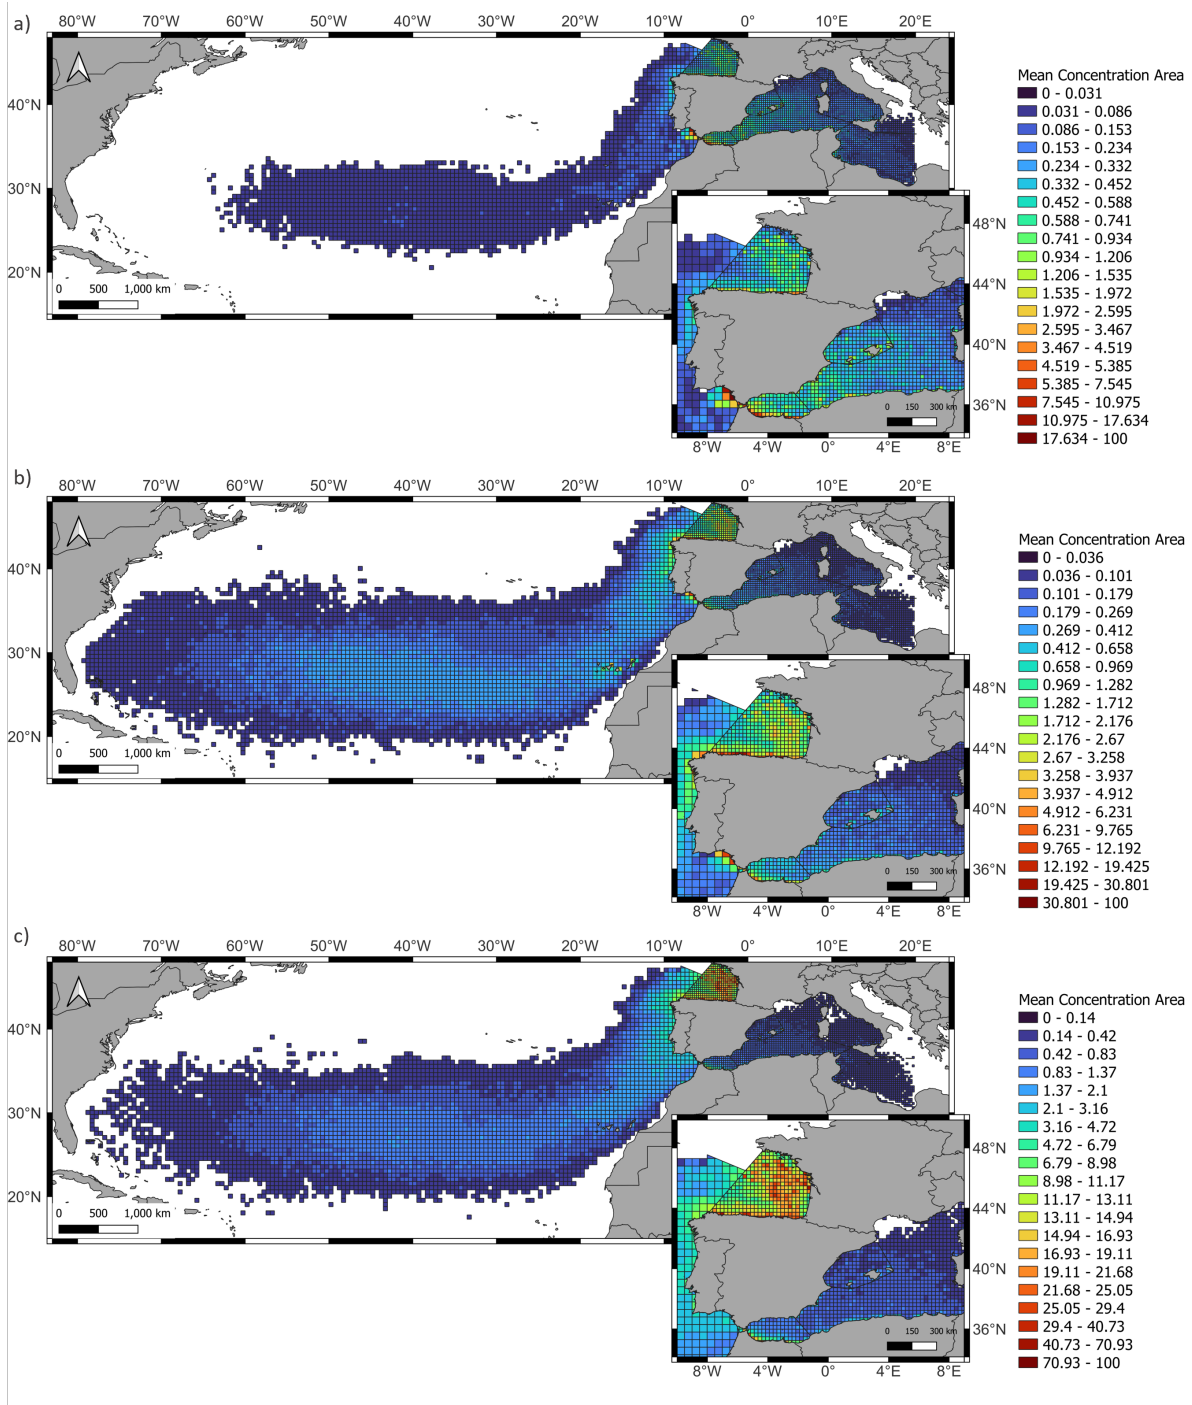 a)
80°W 70°W 60°W 50°W 40°W 30°W 20°W 10°W 0° 10°E 20°E
40°N
30°N
20°N
0 500 1,000 km
48°N
44°N
40°N
36°N
0 150 300 km
8°W 4°W 0° 4°E 8°E
Mean Concentration Area
0 - 0.031
0.031 - 0.086
0.086 - 0.153
0.153 - 0.234
0.234 - 0.332
0.332 - 0.452
0.452 - 0.588
0.588 - 0.741
0.741 - 0.934
0.934 - 1.206
1.206 - 1.535
1.535 - 1.972
1.972 - 2.595
2.595 - 3.467
3.467 - 4.519
4.519 - 5.385
5.385 - 7.545
7.545 - 10.975
10.975 - 17.634
17.634 - 100
b)
80°W 70°W 60°W 50°W 40°W 30°W 20°W 10°W 0° 10°E 20°E
40°N
30°N
20°N
0 500 1,000 km
48°N
44°N
40°N
36°N
0 150 300 km
8°W 4°W 0° 4°E 8°E
Mean Concentration Area
0 - 0.036
0.036 - 0.101
0.101 - 0.179
0.179 - 0.269
0.269 - 0.412
0.412 - 0.658
0.658 - 0.969
0.969 - 1.282
1.282 - 1.712
1.712 - 2.176
2.176 - 2.67
2.67 - 3.258
3.258 - 3.937
3.937 - 4.912
4.912 - 6.231
6.231 - 9.765
9.765 - 12.192
12.192 - 19.425
19.425 - 30.801
30.801 - 100
c)
80°W 70°W 60°W 50°W 40°W 30°W 20°W 10°W 0° 10°E 20°E
40°N
30°N
20°N
0 500 1,000 km
48°N
44°N
40°N
36°N
0 150 300 km
8°W 4°W 0° 4°E 8°E
Mean Concentration Area
0 - 0.14
0.14 - 0.42
0.42 - 0.83
0.83 - 1.37
1.37 - 2.1
2.1 - 3.16
3.16 - 4.72
4.72 - 6.79
6.79 - 8.98
8.98 - 11.17
11.17 - 13.11
13.11 - 14.94
14.94 - 16.93
16.93 - 19.11
19.11 - 21.68
21.68 - 25.05
25.05 - 29.4
29.4 - 40.73
40.73 - 70.93
70.93 - 100